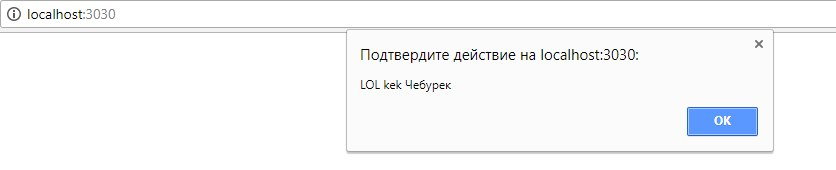 localhost:3030
Подтвердите действие на localhost:3030:
LOL kek Чебурек
OK